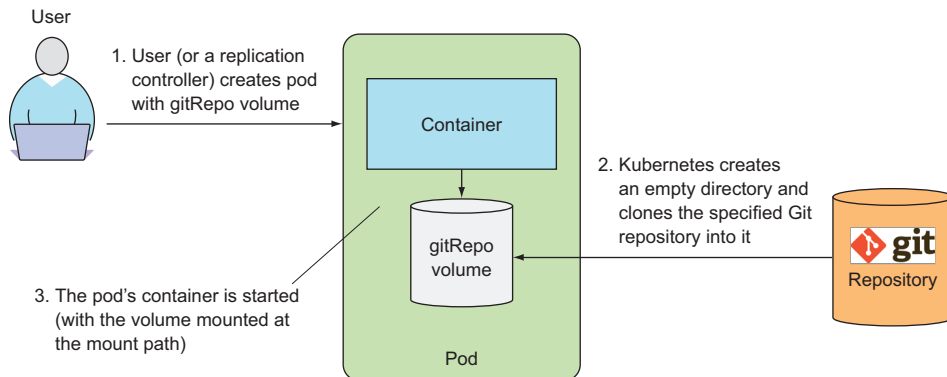 User
1. User (or a replication
controller) creates pod
with gitRepo volume
Container
2. Kubernetes creates
an empty directory and
clones the specified Git
repository into it
gitRepo
volume
git
Repository
3. The pod’s container is started
(with the volume mounted at
the mount path)
Pod